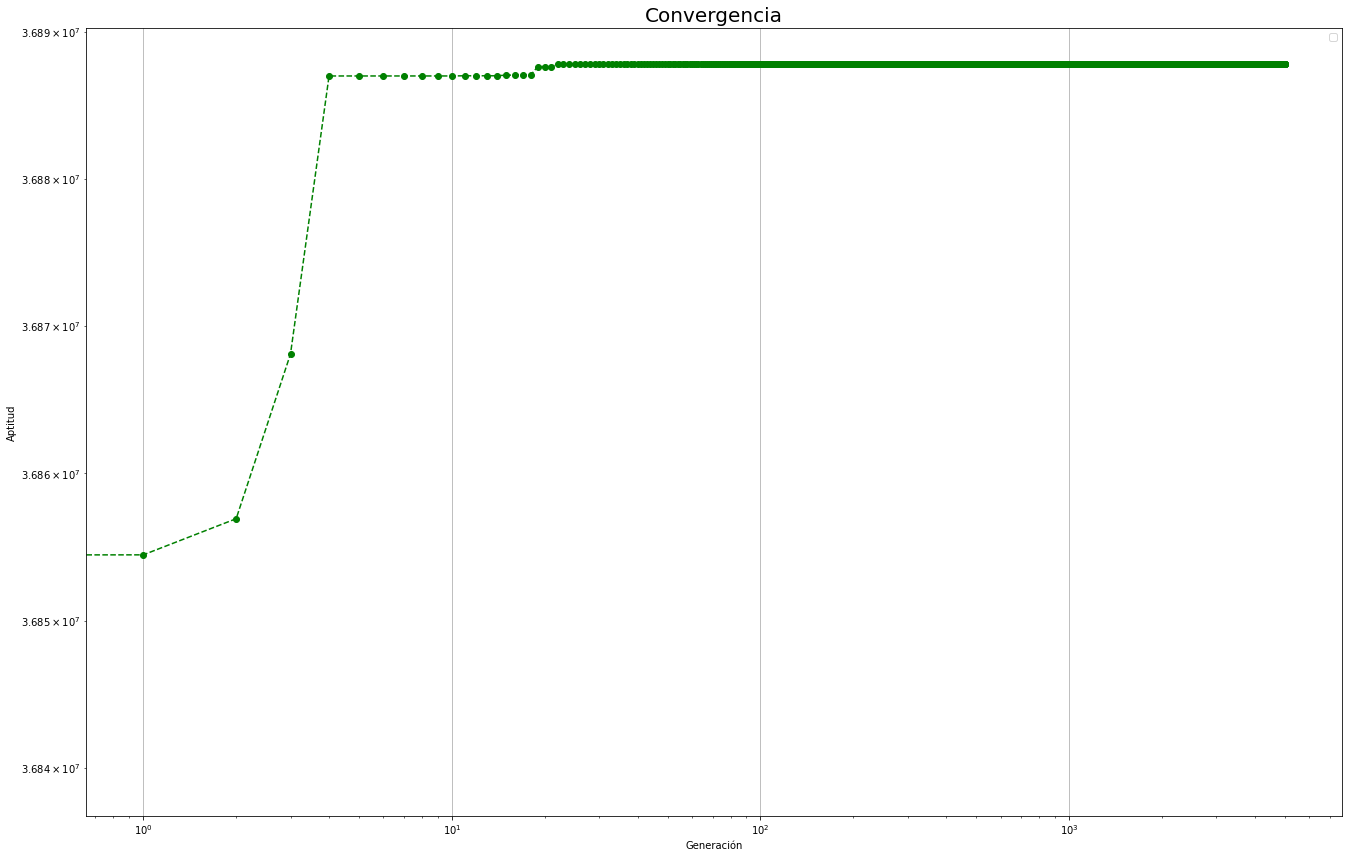 Convergencia
3.689 × 10⁷
3.688 × 10⁷
3.687 × 10⁷
3.686 × 10⁷
3.685 × 10⁷
3.684 × 10⁷
Aptitud
10⁰
10¹
10²
10³
Generación